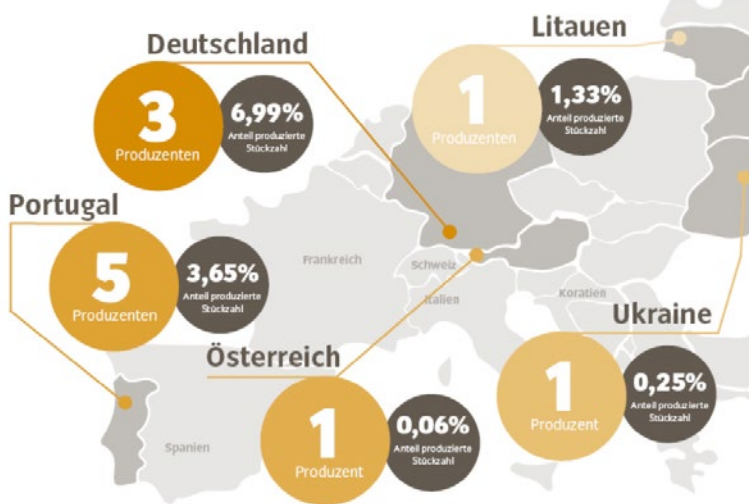 Deutschland
3
Produzenten
6,99%
Anteil produzierte
Stückzahl
Litauen
1
Produzenten
1,33%
Anteil produzierte
Stückzahl
Portugal
5
Produzenten
3,65%
Anteil produzierte
Stückzahl
Frankreich
Schweiz
Italien
Koratien
Spanien
Österreich
1
Produzent
0,06%
Anteil produzierte
Stückzahl
Ukraine
1
Produzent
0,25%
Anteil produzierte
Stückzahl